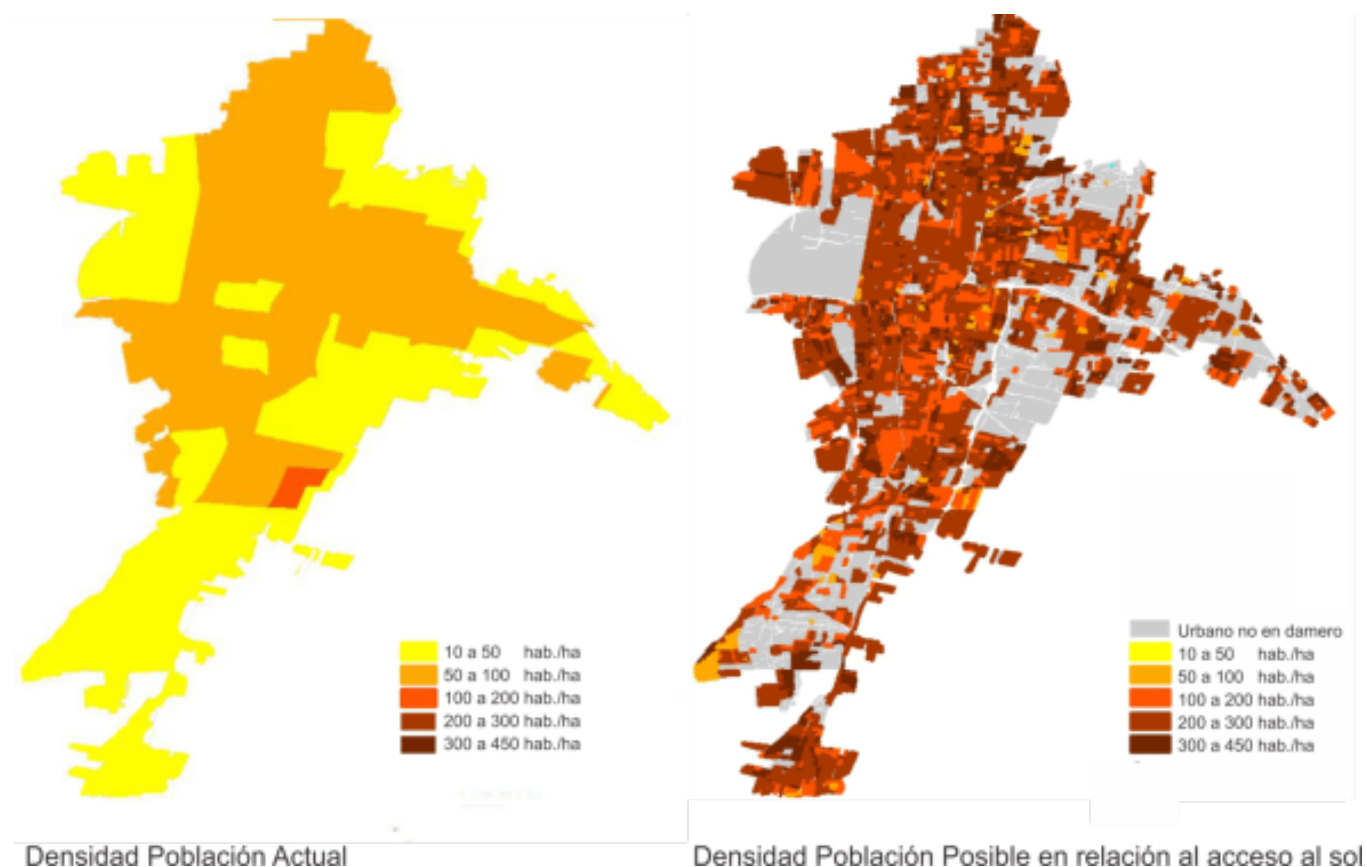 10 a 50 hab./ha
50 a 100 hab./ha
100 a 200 hab./ha
200 a 300 hab./ha
300 a 450 hab./ha
Densidad Población Actual
Urbano no en damero
10 a 50 hab./ha
50 a 100 hab./ha
100 a 200 hab./ha
200 a 300 hab./ha
300 a 450 hab./ha
Densidad Población Posible en relación al acceso al sol